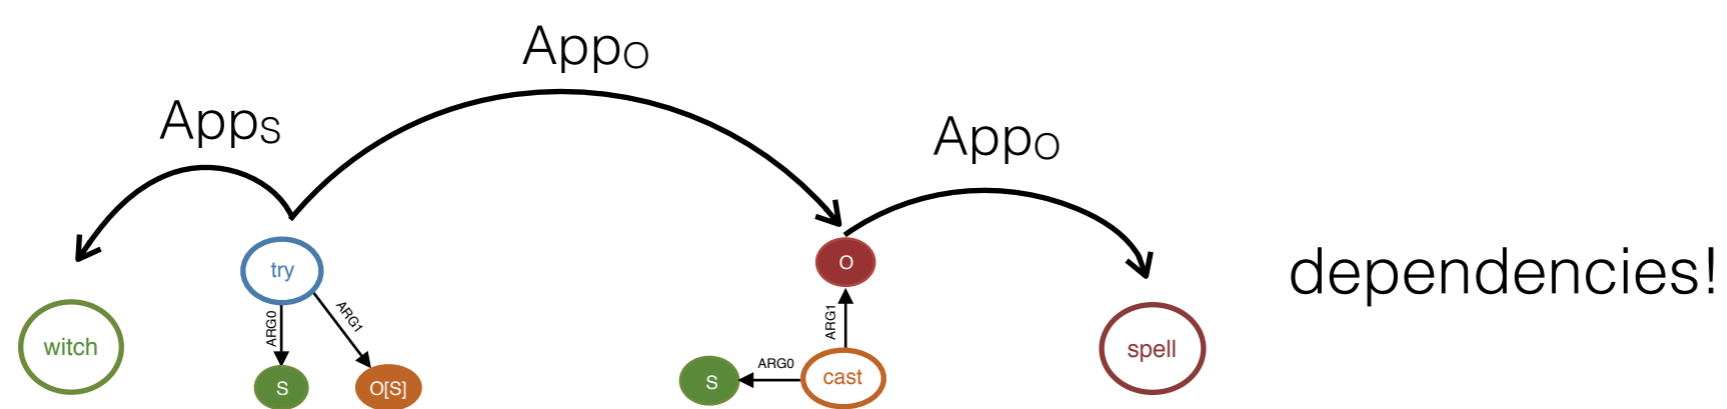 AppO
AppS
AppO
try
O
dependencies!
ARG0
ARG1
ARG1
witch
spell
ARG0
S
O[S]
S
cast